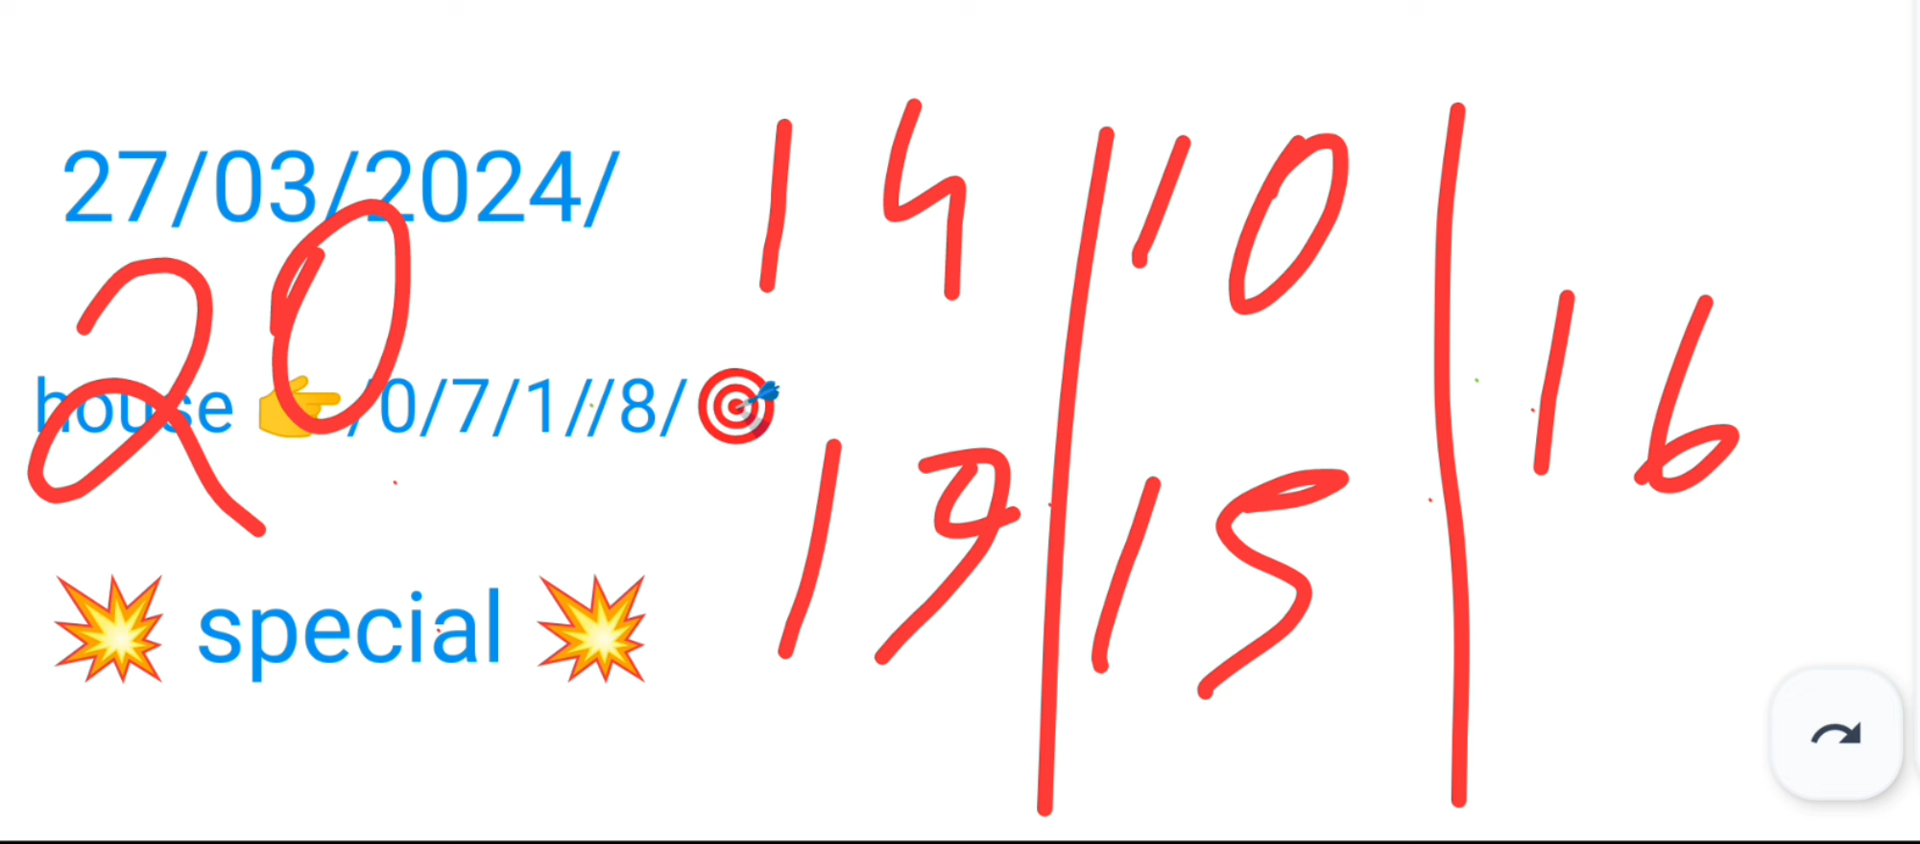 27/03/2024/
20
house 👉/0/7/1//8/🎯
💥 special 💥
14 | 10 |
16
19 | 15 |